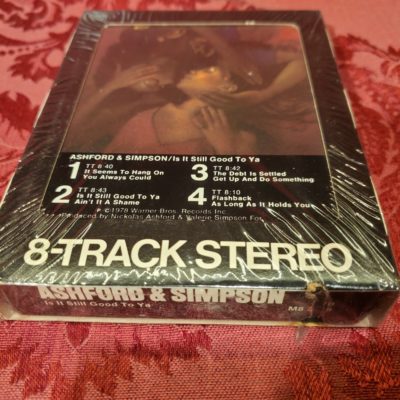 ASHFORD & SIMPSON/Is It Still Good To Ya
1 TT 8:40
It Seems To Hang On
You Always Could
2 TT 8:43
Is It Still Good To Ya
Ain't It A Shame
3 TT 8:42
The Debt Is Settled
Get Up And Do Something
4 TT 8:10
Flashback
As Long As It Holds You
℗ ©1978 Warner Bros. Records Inc.
Produced by Nickolas Ashford & Valerie Simpson For
8-TRACK STEREO
ASHFORD & SIMPSON
Is It Still Good To Ya
M8